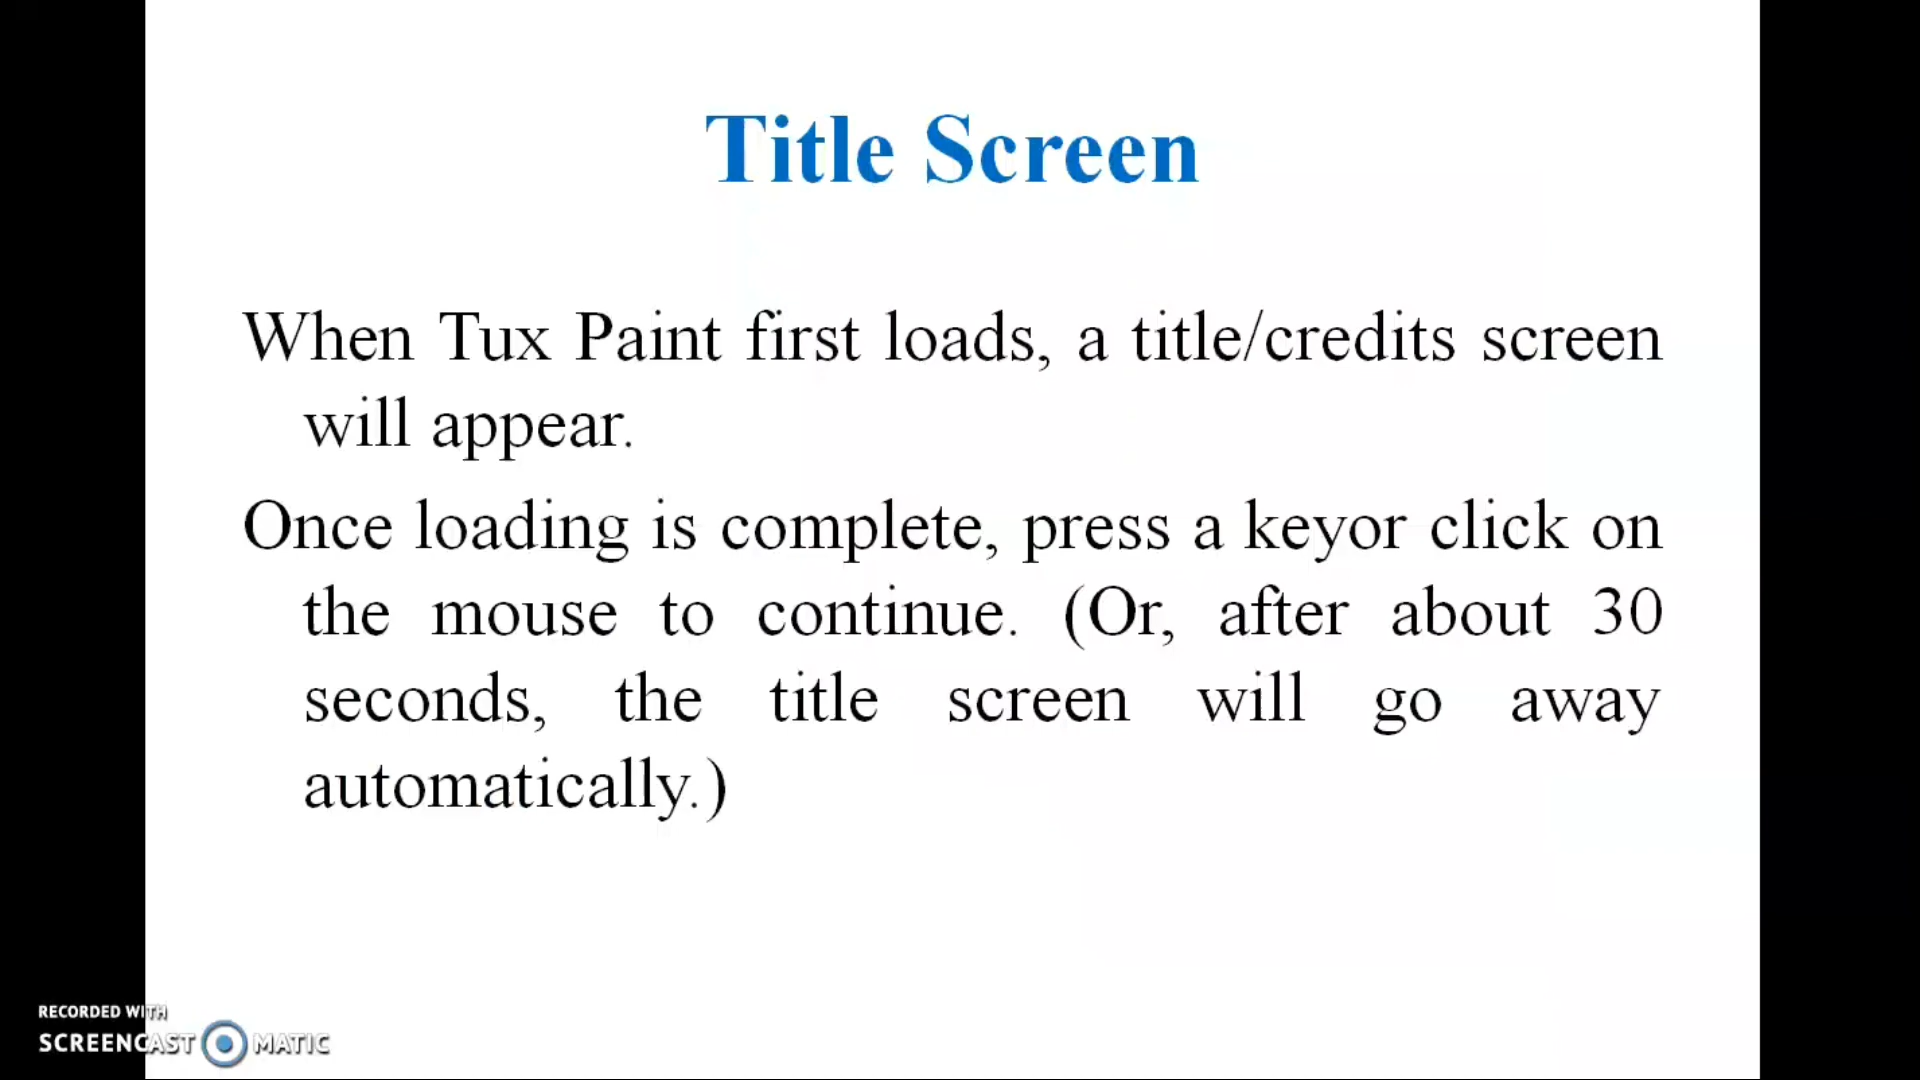 Title Screen
When Tux Paint first loads, a title/credits screen
will appear.
Once loading is complete, press a keyor click on
the mouse to continue. (Or, after about 30
seconds, the title screen will go away
automatically.)
RECORDED WITH
SCREENCAST MATIC